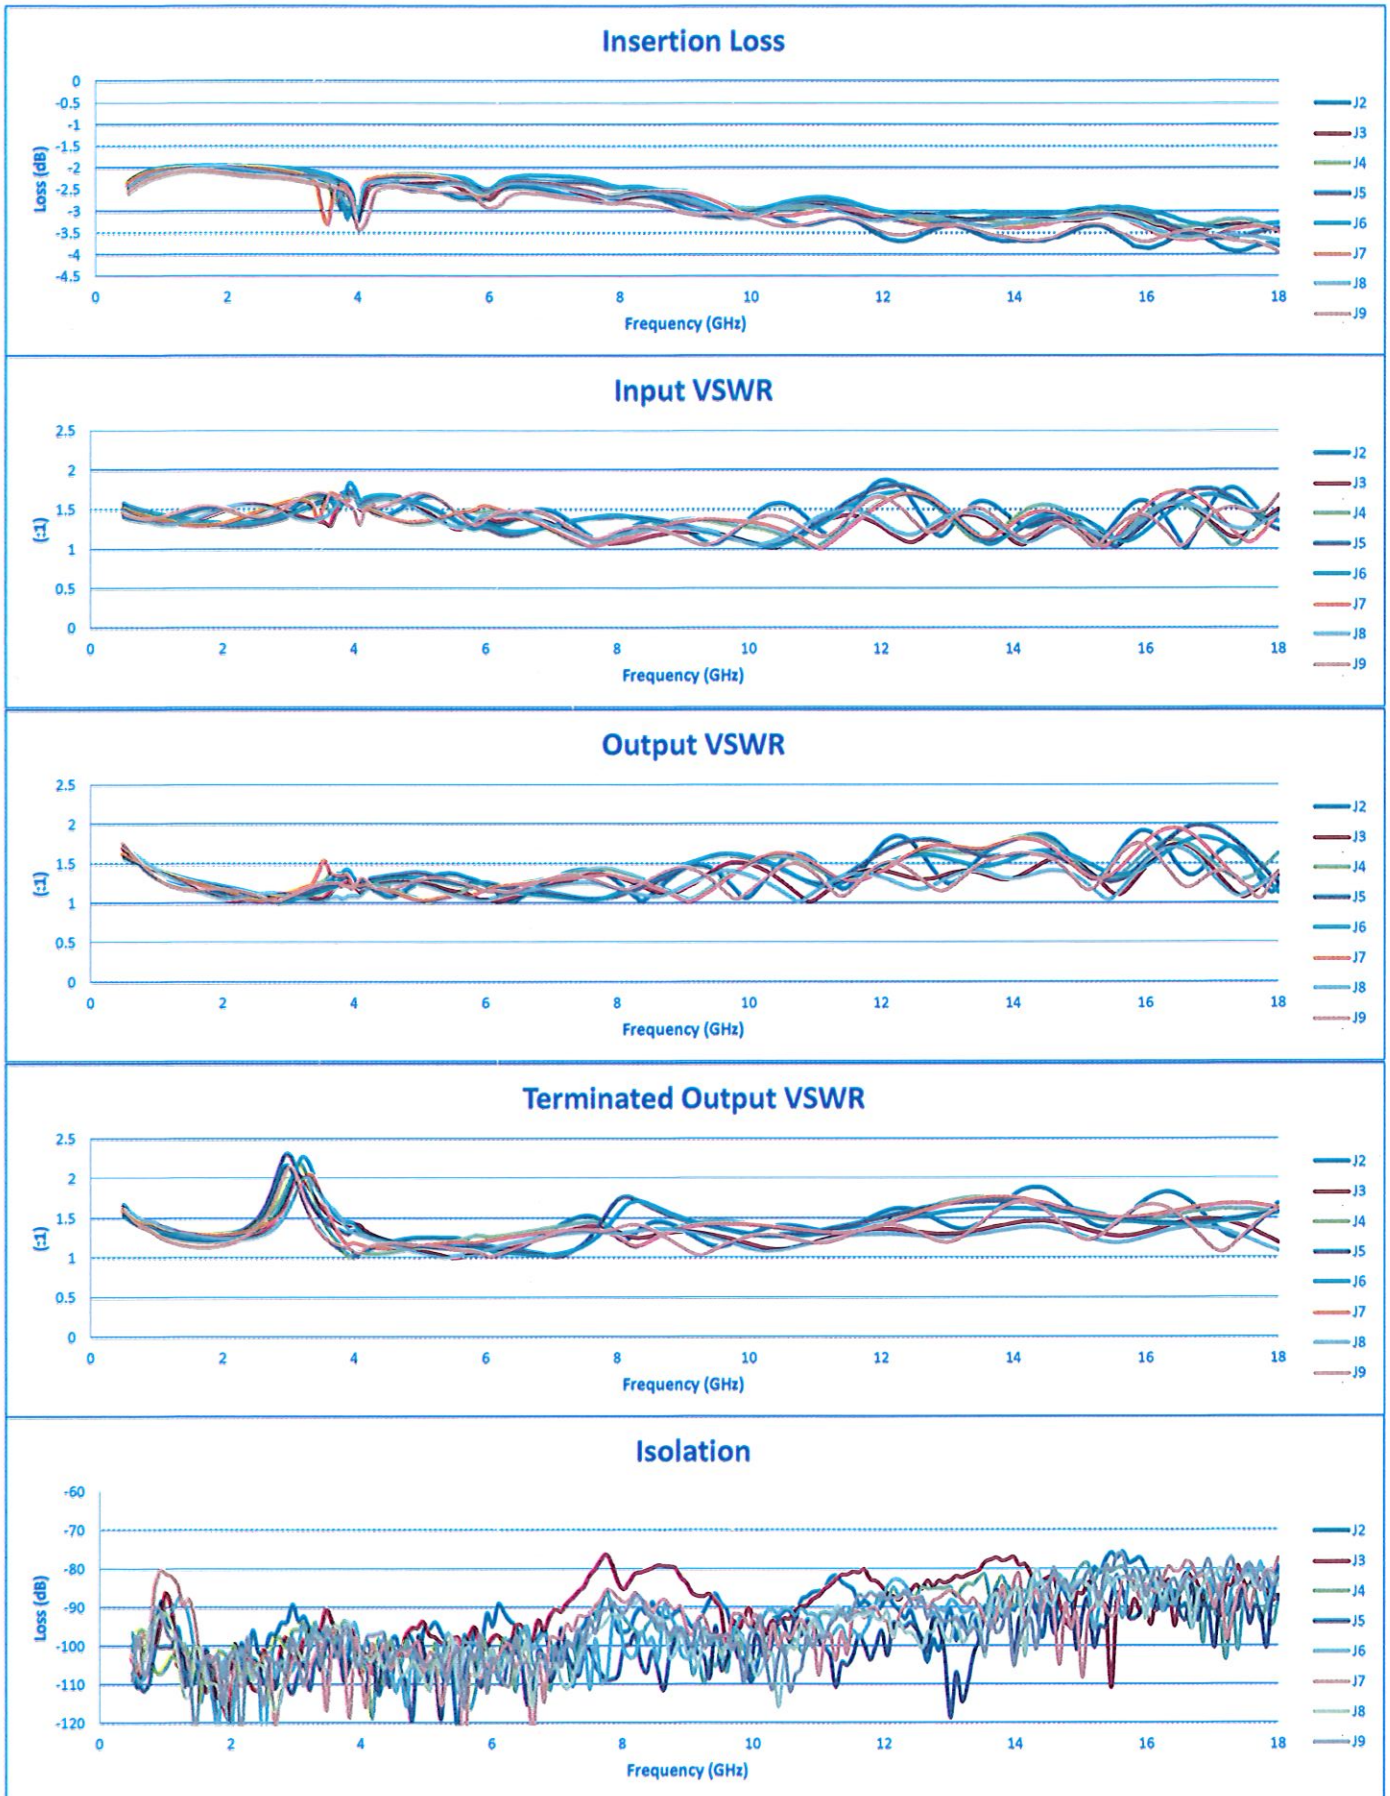 Insertion Loss
Loss (dB)
0
-0.5
-1
-1.5
-2
-2.5
-3
-3.5
-4
-4.5
0 2 4 6 8 10 12 14 16 18
Frequency (GHz)
J2
J3
J4
J5
J6
J7
J8
J9
Input VSWR
(:1)
2.5
2
1.5
1
0.5
0
0 2 4 6 8 10 12 14 16 18
Frequency (GHz)
J2
J3
J4
J5
J6
J7
J8
J9
Output VSWR
(:1)
2.5
2
1.5
1
0.5
0
0 2 4 6 8 10 12 14 16 18
Frequency (GHz)
J2
J3
J4
J5
J6
J7
J8
J9
Terminated Output VSWR
(:1)
2.5
2
1.5
1
0.5
0
0 2 4 6 8 10 12 14 16 18
Frequency (GHz)
J2
J3
J4
J5
J6
J7
J8
J9
Isolation
Loss (dB)
-60
-70
-80
-90
-100
-110
-120
0 2 4 6 8 10 12 14 16 18
Frequency (GHz)
J2
J3
J4
J5
J6
J7
J8
J9